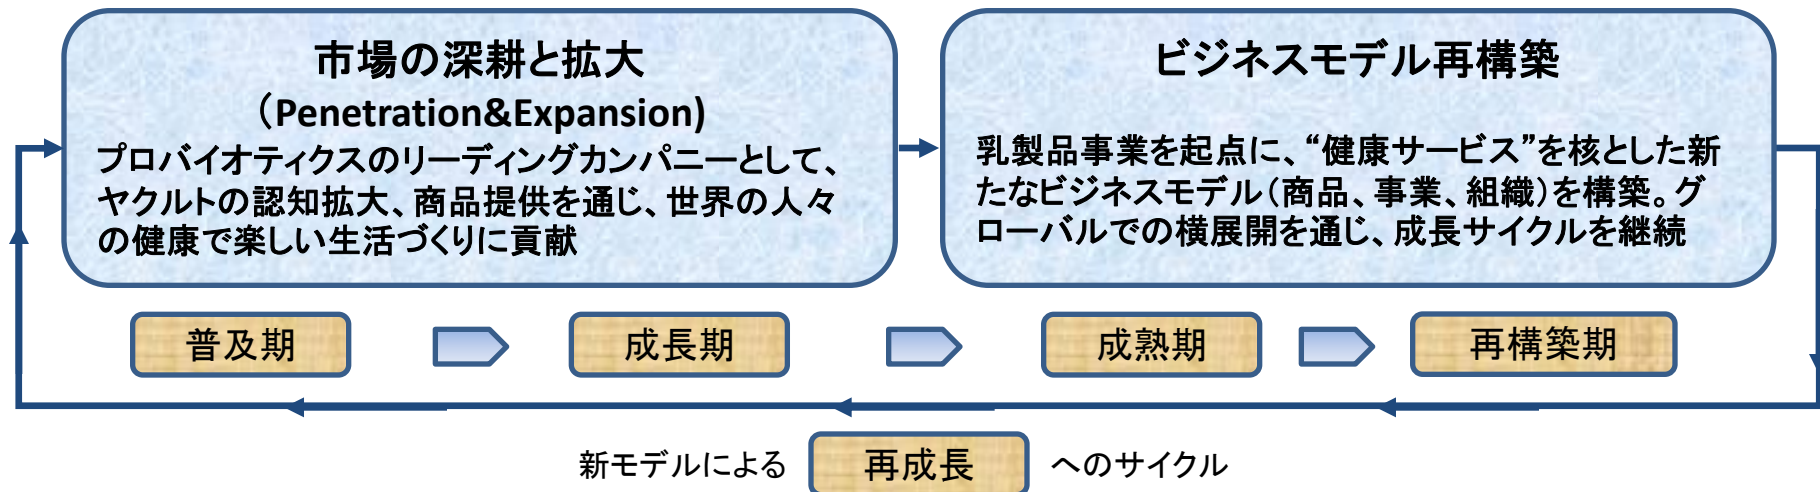 市場の深耕と拡大
（Penetration&Expansion)
プロバイオティクスのリーディングカンパニーとして、
ヤクルトの認知拡大、商品提供を通じ、世界の人々
の健康で楽しい生活づくりに貢献
ビジネスモデル再構築
乳製品事業を起点に、“健康サービス”を核とした新
たなビジネスモデル（商品、事業、組織）を構築。グ
ローバルでの横展開を通じ、成長サイクルを継続
普及期
成長期
成熟期
再構築期
新モデルによる 再成長 へのサイクル